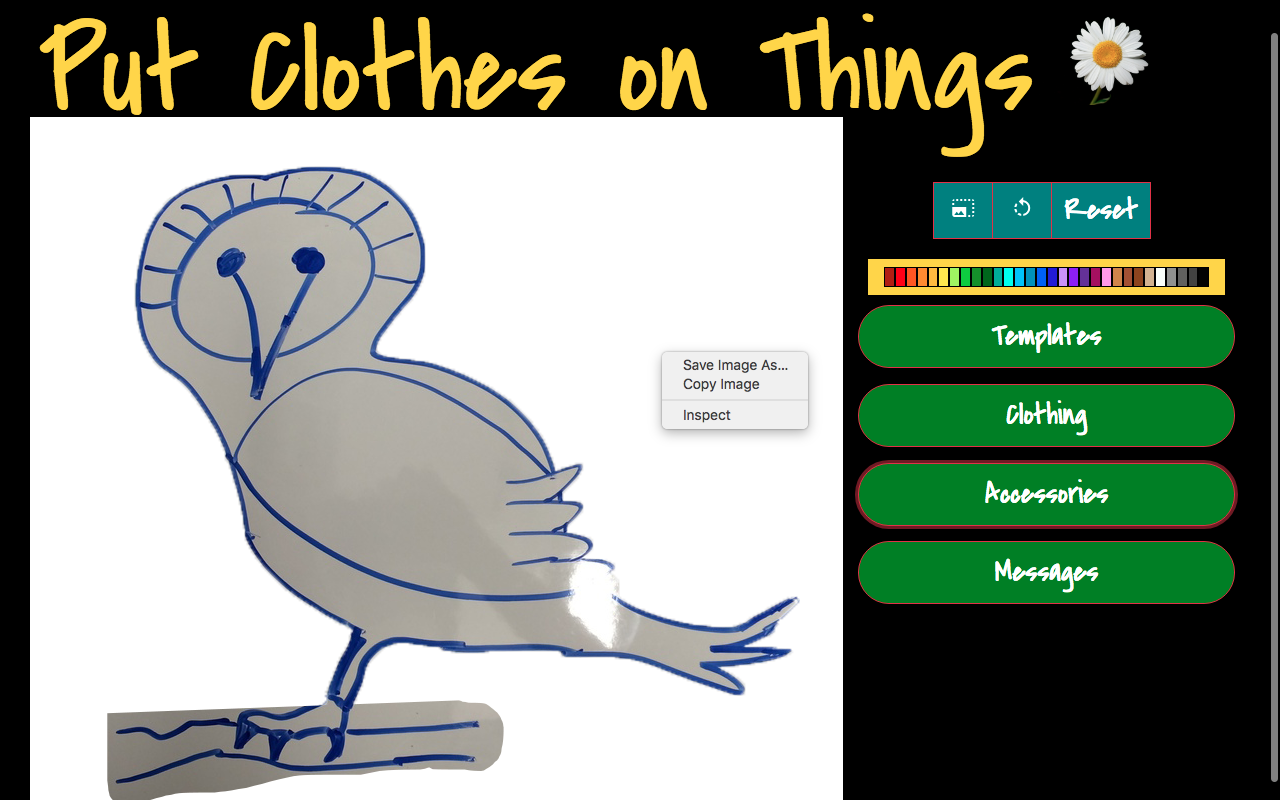 Put Clothes on Things
Reset
Templates
Save Image As...
Copy Image
Inspect
Clothing
Accessories
Messages